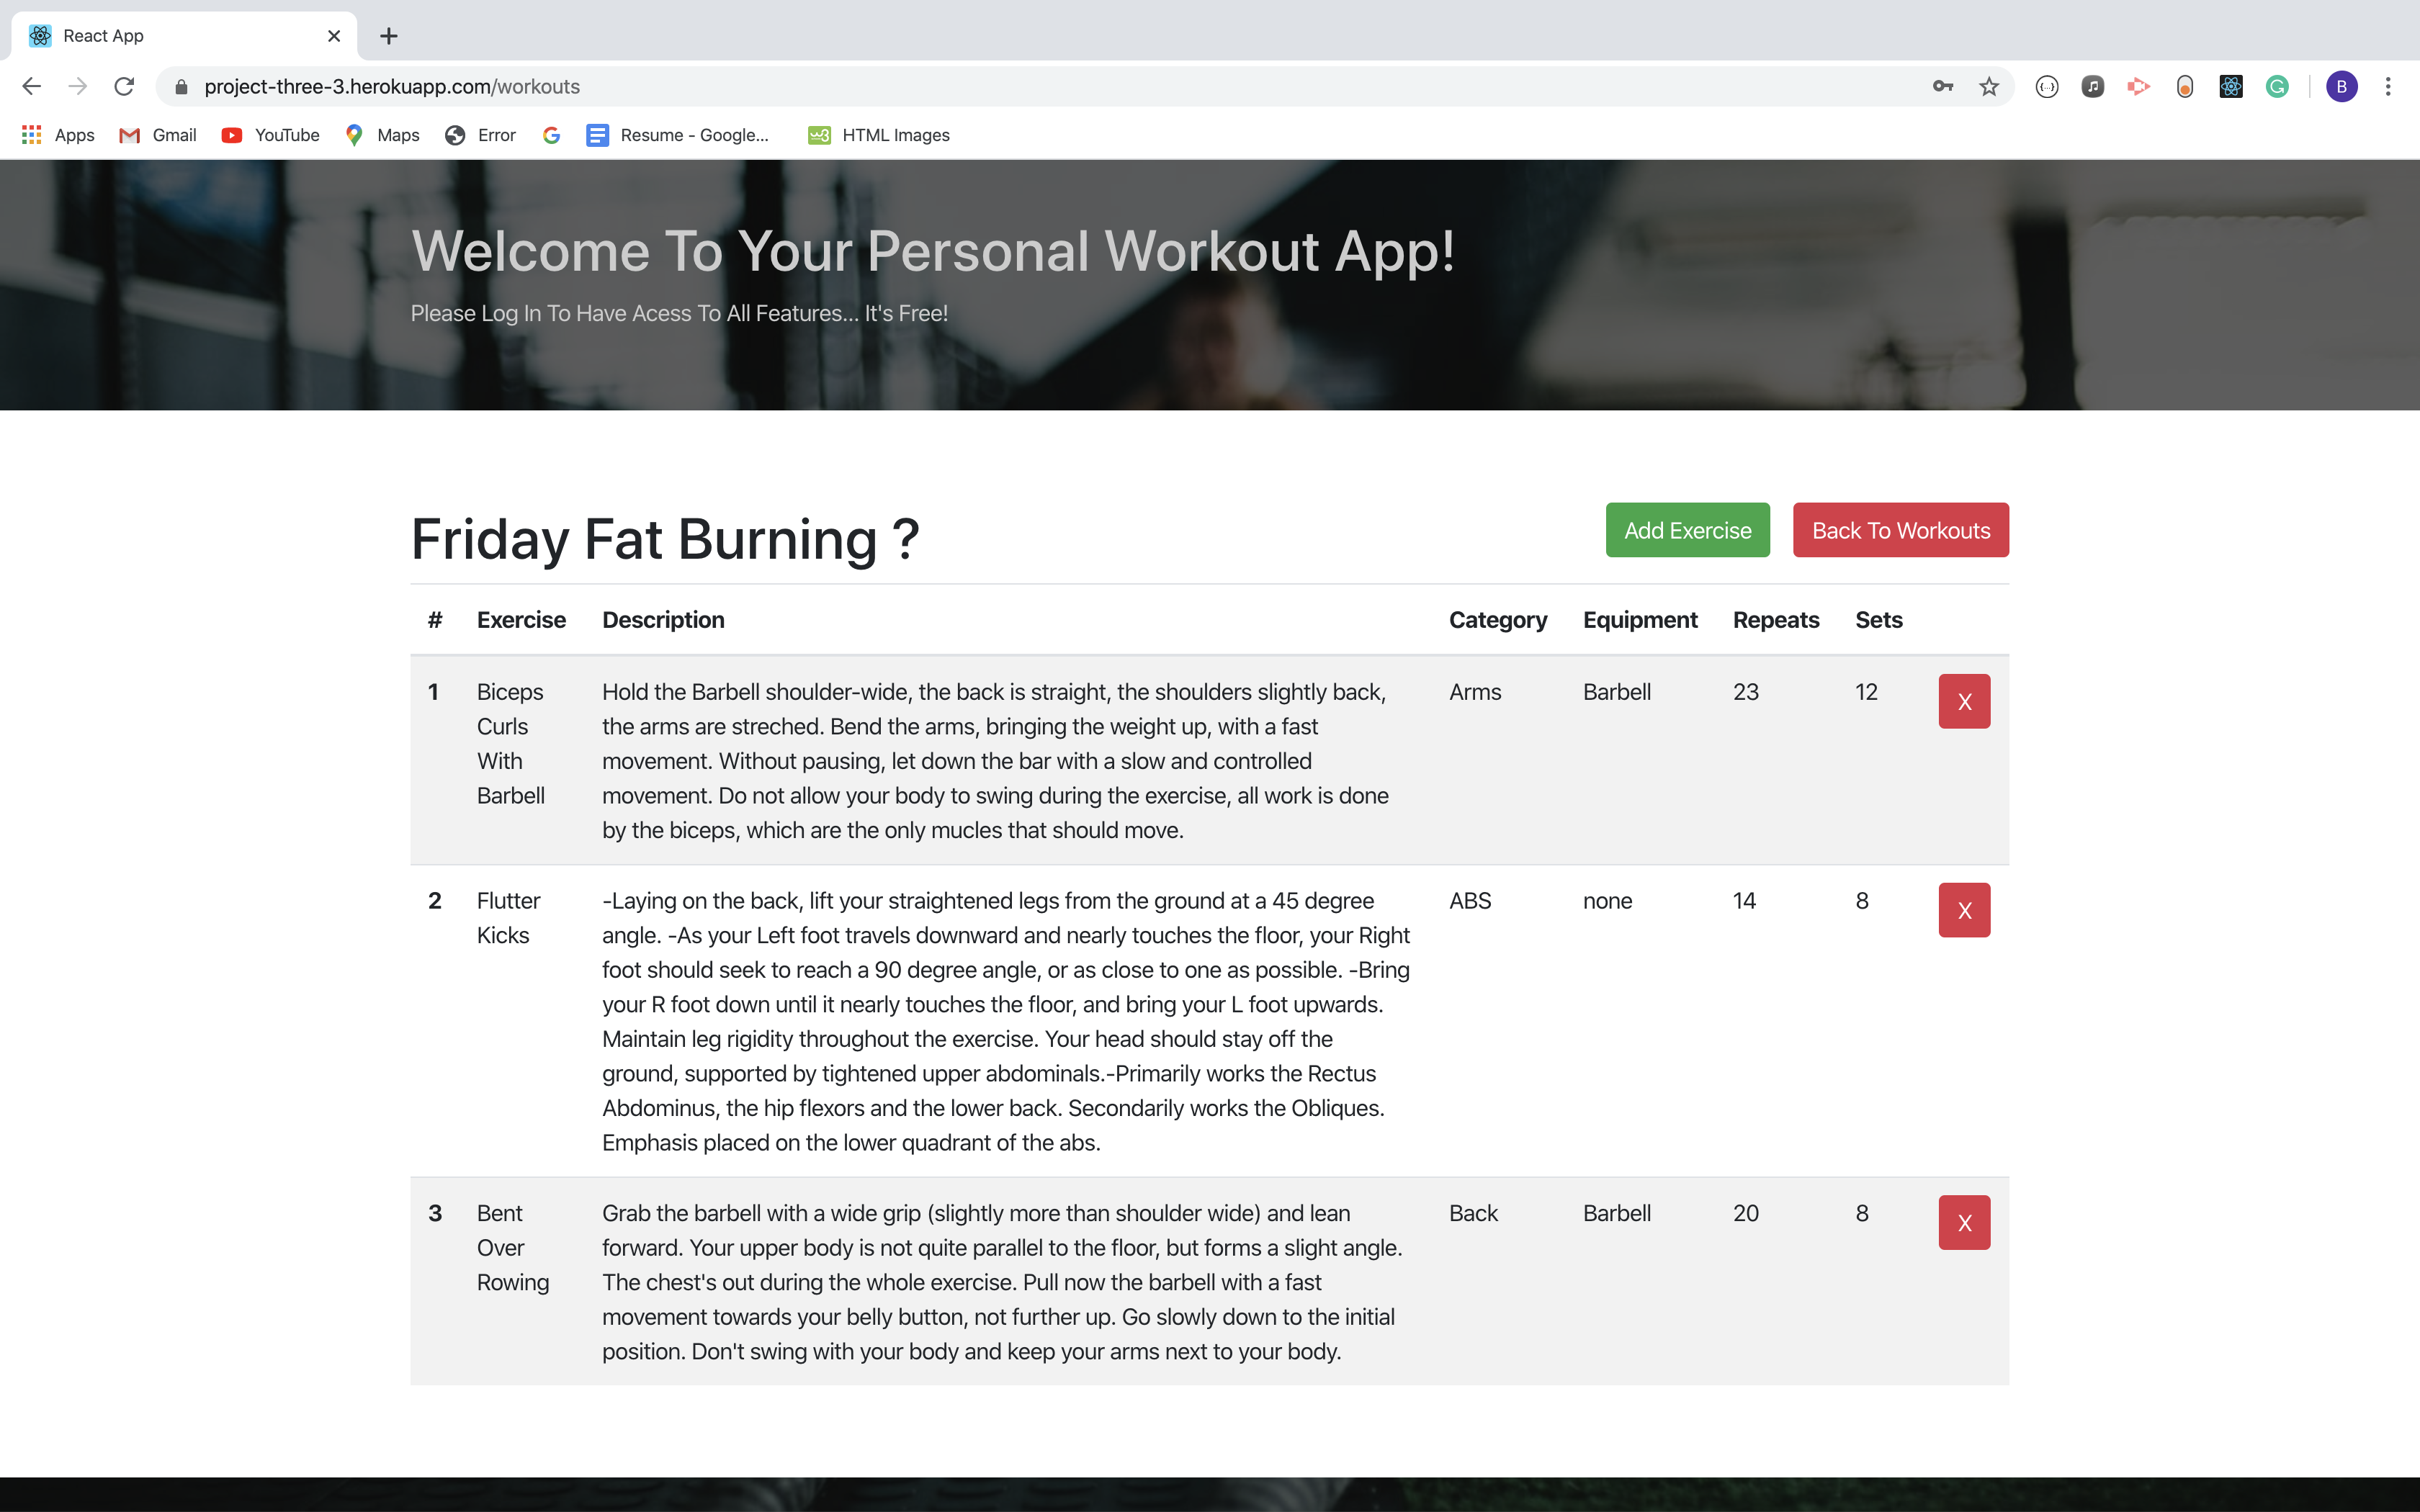 React App
project-three-3.herokuapp.com/workouts
B
Apps Gmail YouTube Maps Error Resume - Google... HTML Images
Welcome To Your Personal Workout App!
Please Log In To Have Acess To All Features... It's Free!
Friday Fat Burning ?
Add Exercise Back To Workouts
# Exercise Description Category Equipment Repeats Sets
1 Biceps Hold the Barbell shoulder-wide, the back is straight, the shoulders slightly back, Arms Barbell 23 12 X
Curls the arms are streched. Bend the arms, bringing the weight up, with a fast
With movement. Without pausing, let down the bar with a slow and controlled
Barbell movement. Do not allow your body to swing during the exercise, all work is done
by the biceps, which are the only mucles that should move.
2 Flutter -Laying on the back, lift your straightened legs from the ground at a 45 degree ABS none 14 8 X
Kicks angle. -As your Left foot travels downward and nearly touches the floor, your Right
foot should seek to reach a 90 degree angle, or as close to one as possible. -Bring
your R foot down until it nearly touches the floor, and bring your L foot upwards.
Maintain leg rigidity throughout the exercise. Your head should stay off the
ground, supported by tightened upper abdominals.-Primarily works the Rectus
Abdominus, the hip flexors and the lower back. Secondarily works the Obliques.
Emphasis placed on the lower quadrant of the abs.
3 Bent Grab the barbell with a wide grip (slightly more than shoulder wide) and lean Back Barbell 20 8 X
Over forward. Your upper body is not quite parallel to the floor, but forms a slight angle.
Rowing The chest's out during the whole exercise. Pull now the barbell with a fast
movement towards your belly button, not further up. Go slowly down to the initial
position. Don't swing with your body and keep your arms next to your body.